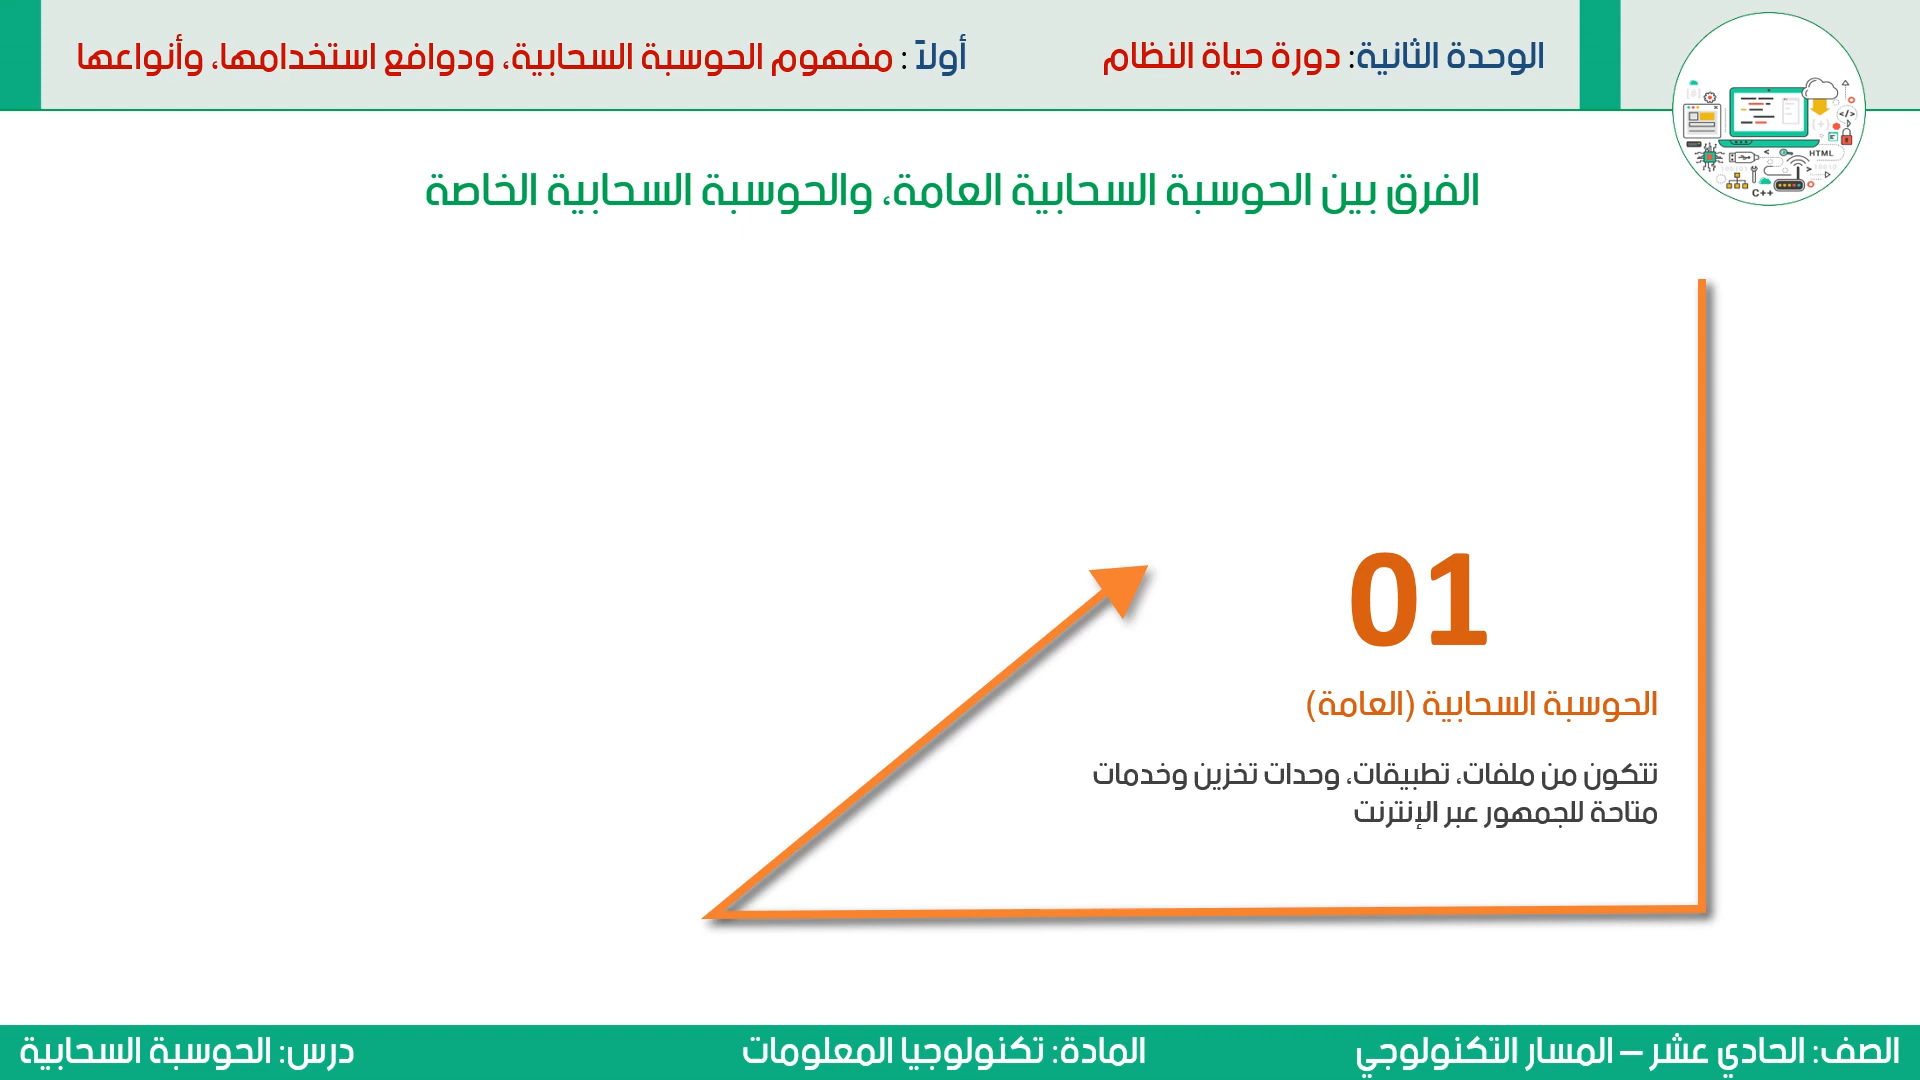 الوحدة الثانية: دورة حياة النظام
أولاً : مفهوم الحوسبة السحابية، ودوافع استخدامها، وأنواعها
</>
HTML
C++
الفرق بين الحوسبة السحابية العامة، والحوسبة السحابية الخاصة
01
الحوسبة السحابية (العامة)
تتكون من ملفات، تطبيقات، وحدات تخزين وخدمات
متاحة للجمهور عبر الإنترنت
الصف: الحادي عشر – المسار التكنولوجي
المادة: تكنولوجيا المعلومات
درس: الحوسبة السحابية